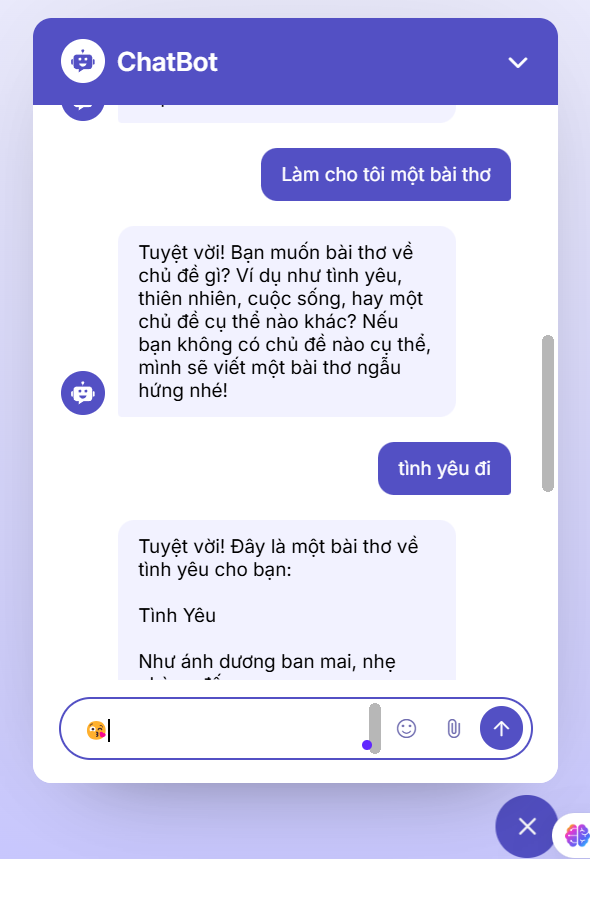 ChatBot
Làm cho tôi một bài thơ
Tuyệt vời! Bạn muốn bài thơ về
chủ đề gì? Ví dụ như tình yêu,
thiên nhiên, cuộc sống, hay một
chủ đề cụ thể nào khác? Nếu
bạn không có chủ đề nào cụ thể,
mình sẽ viết một bài thơ ngẫu
hứng nhé!
tình yêu đi
Tuyệt vời! Đây là một bài thơ về
tình yêu cho bạn:
Tình Yêu
Như ánh dương ban mai, nhẹ
😘